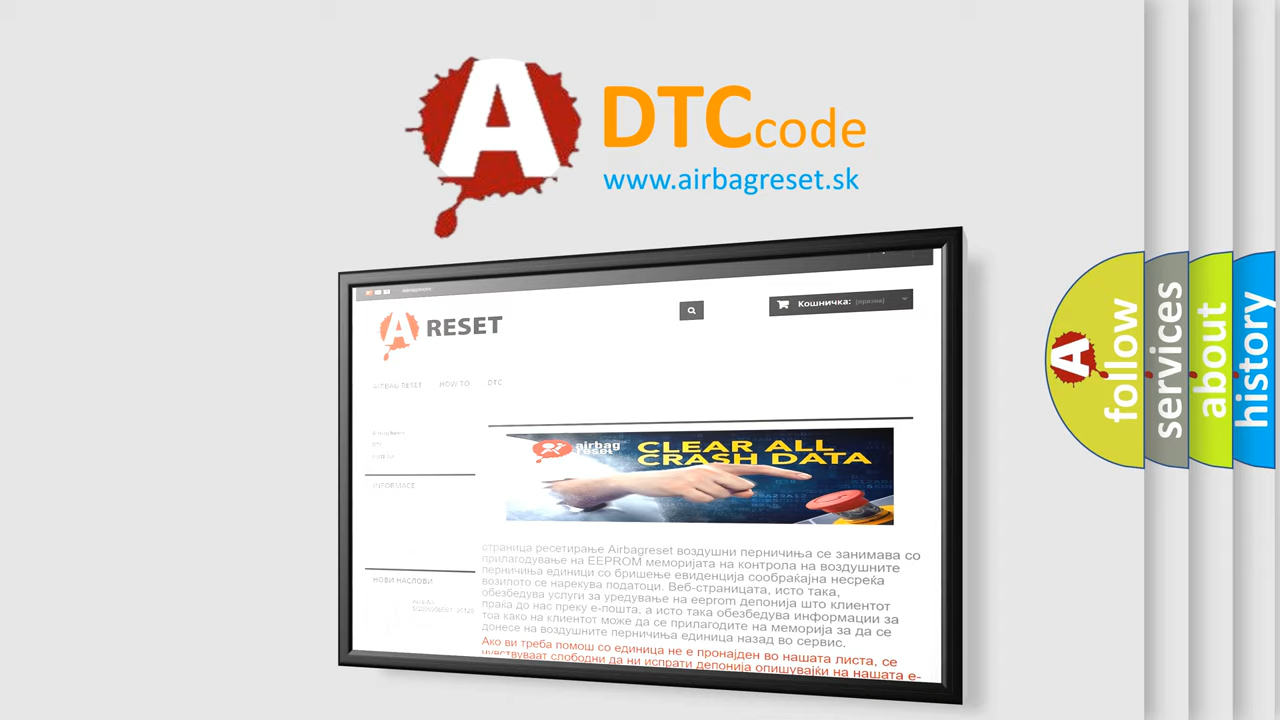 A
DTCcode
www.airbagreset.sk
A RESET
Кошничка: (празна)
AIRBAG RESET HOW TO DTC
INFORMACE
НОВИ НАСЛОВИ
airbag
reset
CLEAR ALL
CRASH DATA
страница ресетирање Airbagreset воздушни перничиња се занимава со
прилагодување на EEPROM меморијата на контрола на воздушните
перничиња единици со бришење евиденција сообраќајна несреќа
возилото се нарекува податоци. Веб-страницата, исто така,
обезбедува услуги за уредување на eeprom депонија што клиентот
праќа до нас преку е-пошта, а исто така обезбедува информации за
тоа како на клиентот може да се прилагодите на меморија за да се
донесе на воздушните перничиња единица назад во сервис.
Ако ви треба помош со единица не е пронајден во нашата листа, се
чувствуваат слободни да ни испрати депонија опишувајќи на нашата е-
A
follow
services
about
history